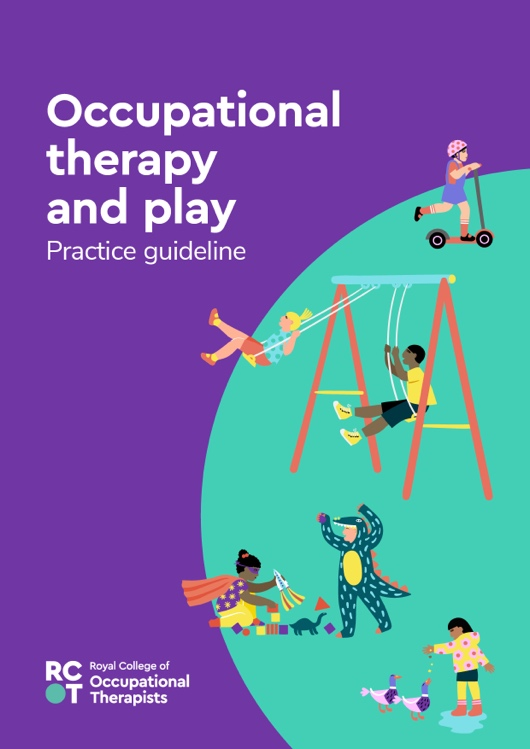 Occupational
therapy
and play
Practice guideline
RC
OT
Royal College of
Occupational
Therapists